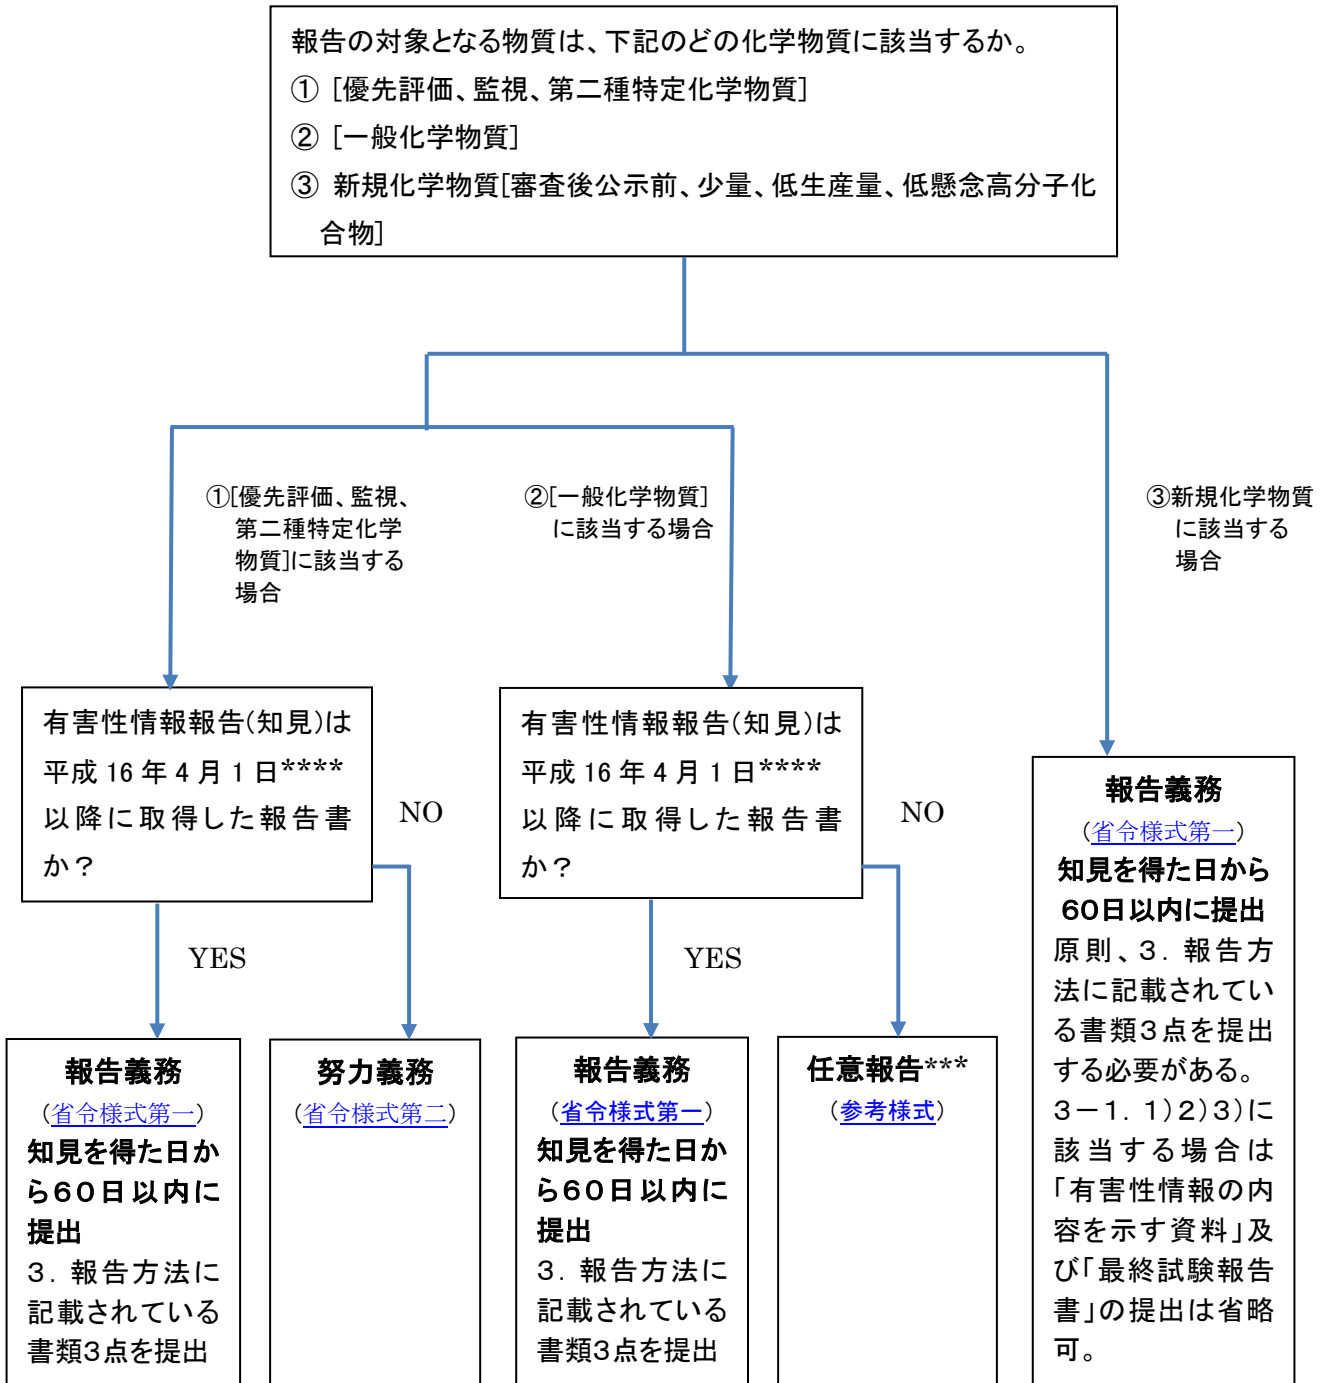 報告の対象となる物質は、下記のどの化学物質に該当するか。
① [優先評価、監視、第二種特定化学物質]
② [一般化学物質]
③ 新規化学物質[審査後公示前、少量、低生産量、低懸念高分子化
合物]
①[優先評価、監視、
第二種特定化学
物質]に該当する
場合
②[一般化学物質]
に該当する場合
③新規化学物質
に該当する
場合
有害性情報報告(知見)は
平成 16 年 4 月 1 日****
以降に取得した報告書
か？
NO
YES
有害性情報報告(知見)は
平成 16 年 4 月 1 日****
以降に取得した報告書
か？
NO
YES
報告義務
（省令様式第一）
知見を得た日か
ら６０日以内に
提出
３．報告方法に
記載されている
書類３点を提出
努力義務
（省令様式第二）
報告義務
（省令様式第一）
知見を得た日か
ら６０日以内に
提出
３．報告方法に
記載されている
書類３点を提出
任意報告***
（参考様式）
報告義務
（省令様式第一）
知見を得た日から
６０日以内に提出
原則、３．報告方
法に記載されてい
る書類３点を提出
する必要がある。
３－１．１）２）３）に
該当する場合は
「有害性情報の内
容を示す資料」及
び「最終試験報告
書」の提出は省略
可。